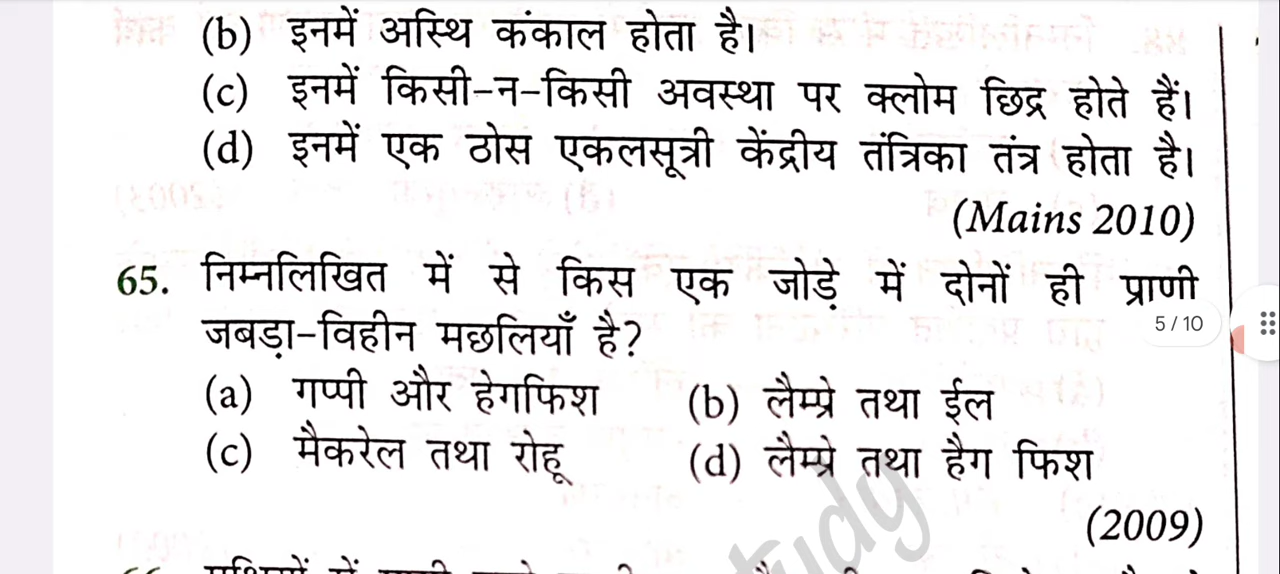 (b) इनमें अस्थि कंकाल होता है।
(c) इनमें किसी-न-किसी अवस्था पर क्लोम छिद्र होते हैं।
(d) इनमें एक ठोस एकलसूत्री केंद्रीय तंत्रिका तंत्र होता है।
(Mains 2010)
65. निम्नलिखित में से किस एक जोड़े में दोनों ही प्राणी
जबड़ा-विहीन मछलियाँ है?
5 / 10
(a) गप्पी और हेगफिश (b) लैम्प्रे तथा ईल
(c) मैकरेल तथा रोहू (d) लैम्प्रे तथा हैग फिश
(2009)